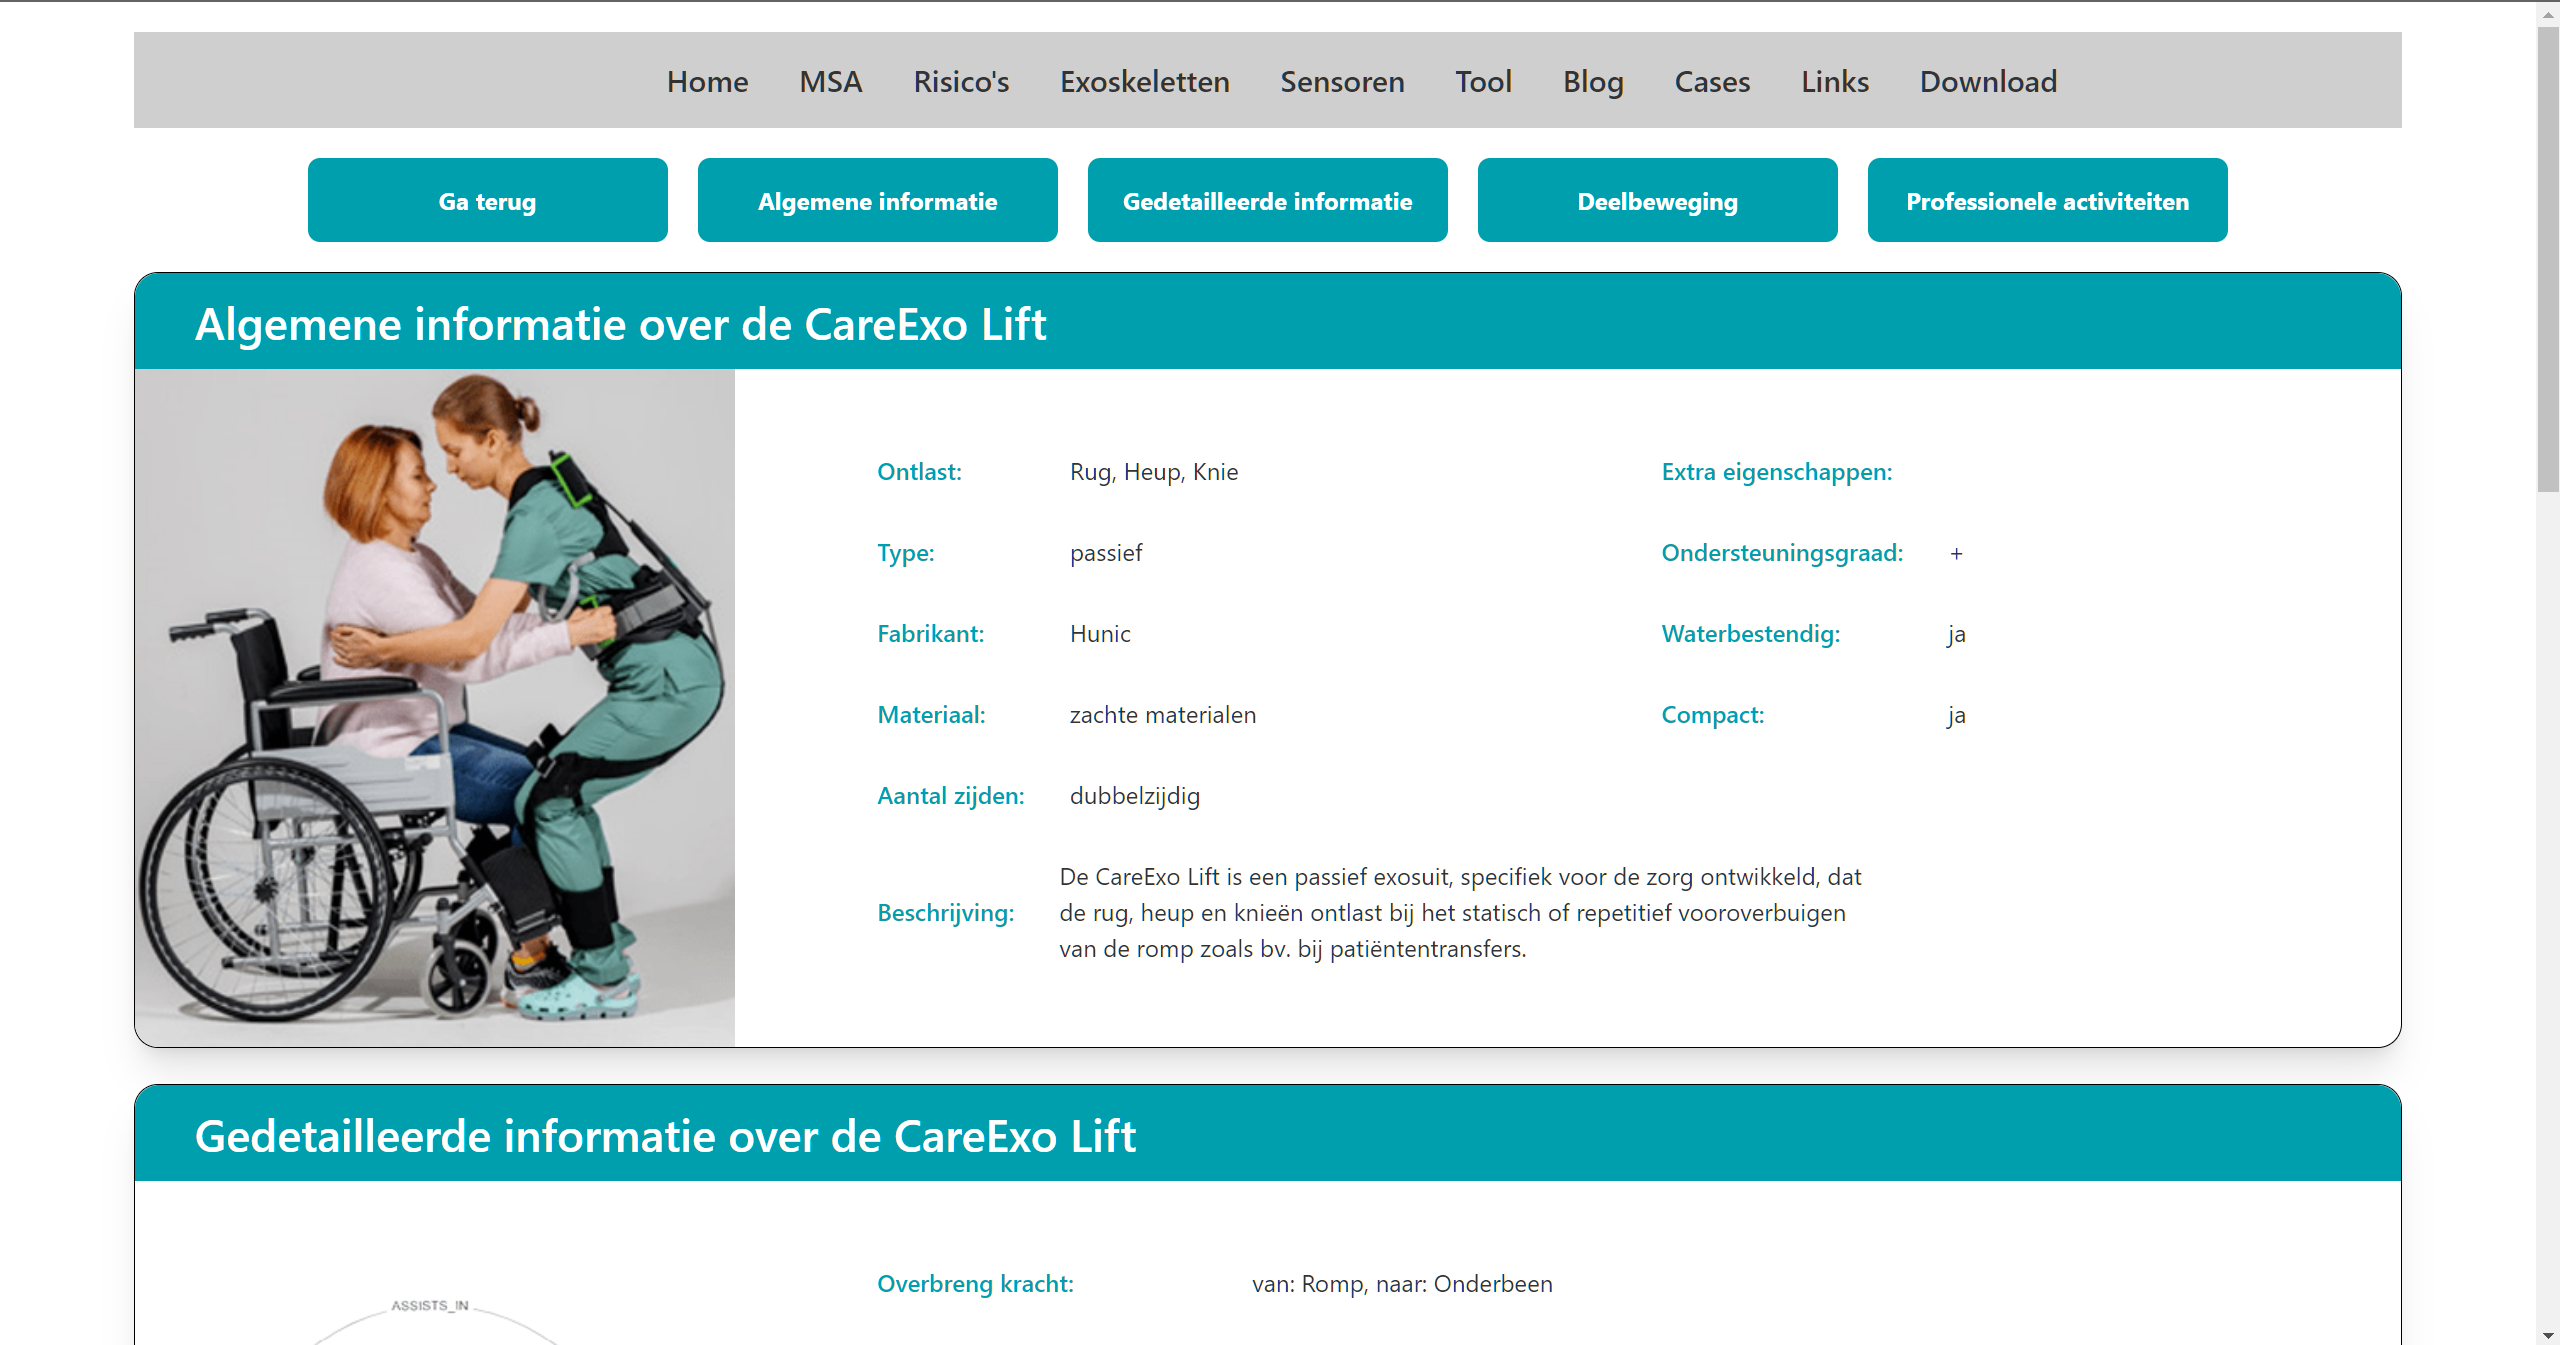 Home MSA Risico's Exoskeletten Sensoren Tool Blog Cases Links Download
Ga terug Algemene informatie Gedetailleerde informatie Deelbeweging Professionele activiteiten
Algemene informatie over de CareExo Lift
Ontlast: Rug, Heup, Knie
Type: passief
Fabrikant: Hunic
Materiaal: zachte materialen
Aantal zijden: dubbelzijdig
Extra eigenschappen:
Ondersteuningsgraad: +
Waterbestendig: ja
Compact: ja
Beschrijving: De CareExo Lift is een passief exosuit, specifiek voor de zorg ontwikkeld, dat
de rug, heup en knieën ontlast bij het statisch of repetitief vooroverbuigen
van de romp zoals bv. bij patiëntentransfers.
Gedetailleerde informatie over de CareExo Lift
Overbreng kracht: van: Romp, naar: Onderbeen
ASSISTS_IN